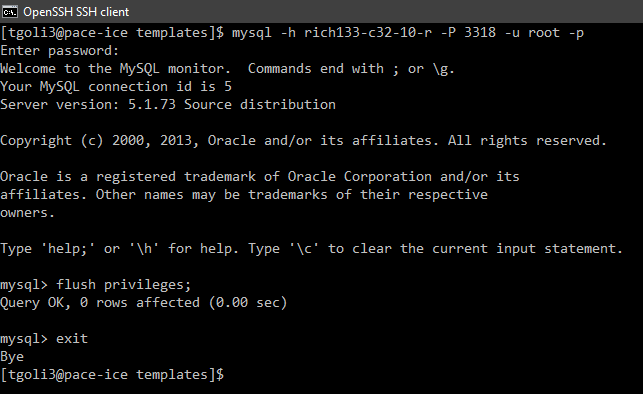 OpenSSH SSH client
[tgoli3@pace-ice templates]$ mysql -h rich133-c32-10-r -P 3318 -u root -p
Enter password:
Welcome to the MySQL monitor.  Commands end with ; or \g.
Your MySQL connection id is 5
Server version: 5.1.73 Source distribution
Copyright (c) 2000, 2013, Oracle and/or its affiliates. All rights reserved.
Oracle is a registered trademark of Oracle Corporation and/or its
affiliates. Other names may be trademarks of their respective
owners.
Type 'help;' or '\h' for help. Type '\c' to clear the current input statement.
mysql> flush privileges;
Query OK, 0 rows affected (0.00 sec)
mysql> exit
Bye
[tgoli3@pace-ice templates]$